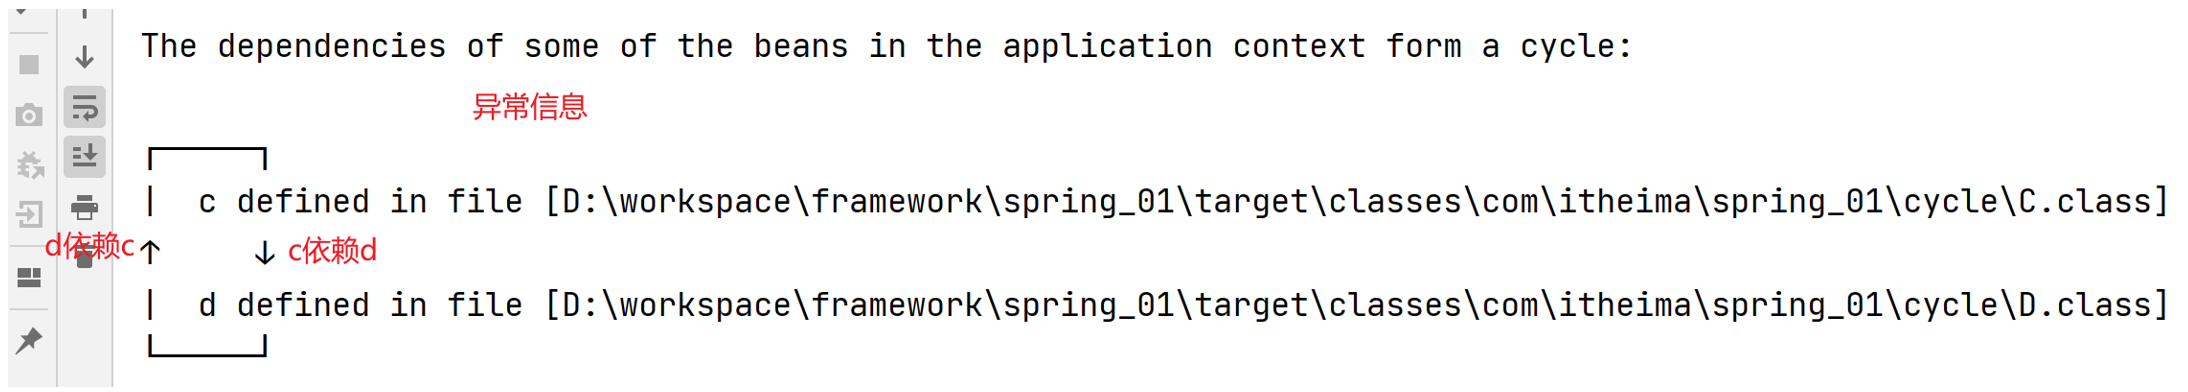 The dependencies of some of the beans in the application context form a cycle:
异常信息
┌─────┐
|  c defined in file [D:\workspace\framework\spring_01\target\classes\com\itheima\spring_01\cycle\C.class]
d依赖c↑     ↓ c依赖d
|  d defined in file [D:\workspace\framework\spring_01\target\classes\com\itheima\spring_01\cycle\D.class]
└─────┘